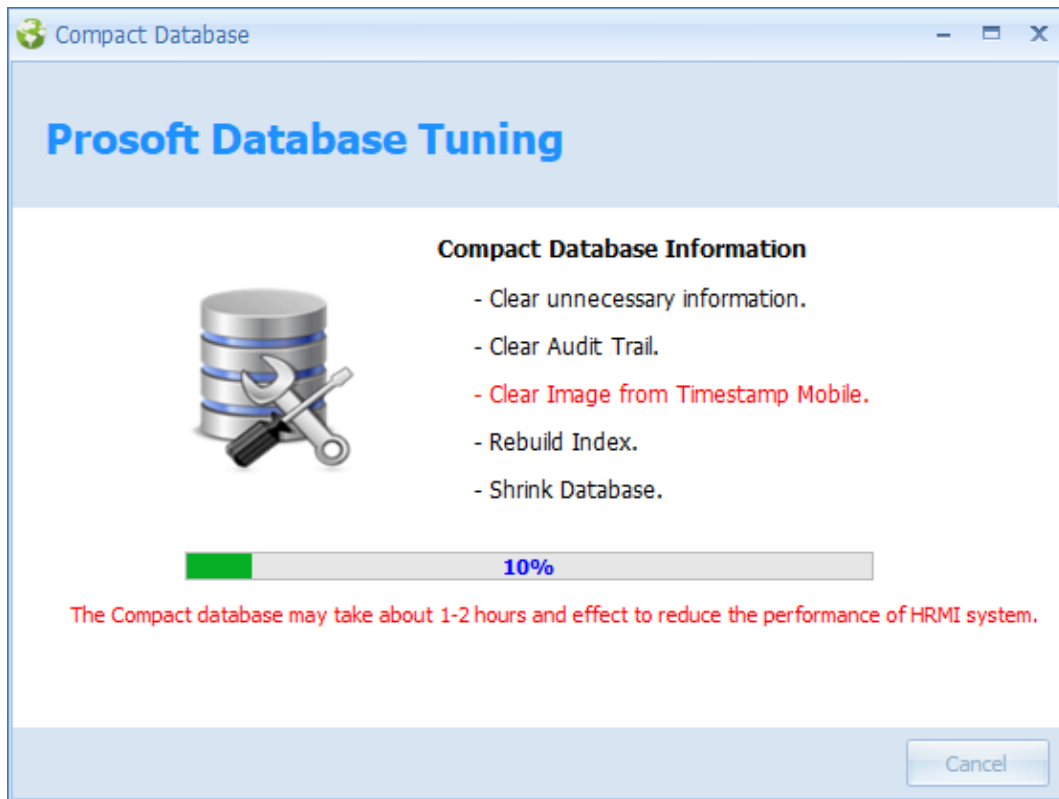 Compact Database
Prosoft Database Tuning
Compact Database Information
- Clear unnecessary information.
- Clear Audit Trail.
- Clear Image from Timestamp Mobile.
- Rebuild Index.
- Shrink Database.
10%
The Compact database may take about 1-2 hours and effect to reduce the performance of HRMI system.
Cancel